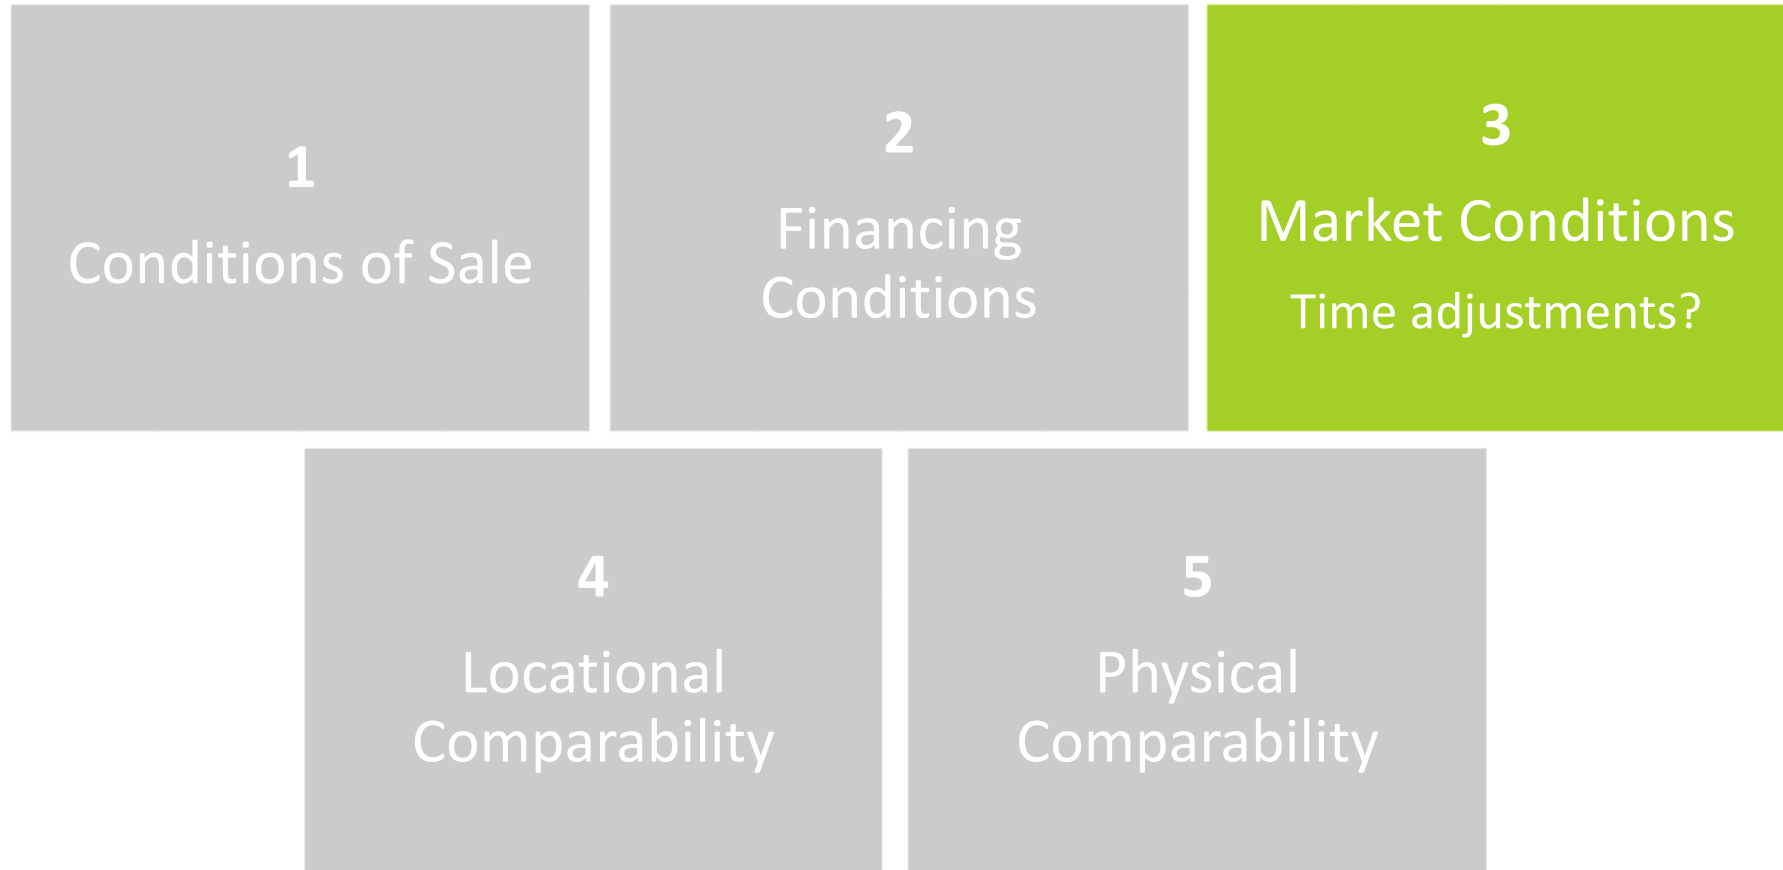 1
Conditions of Sale
2
Financing
Conditions
3
Market Conditions
Time adjustments?
4
Locational
Comparability
5
Physical
Comparability